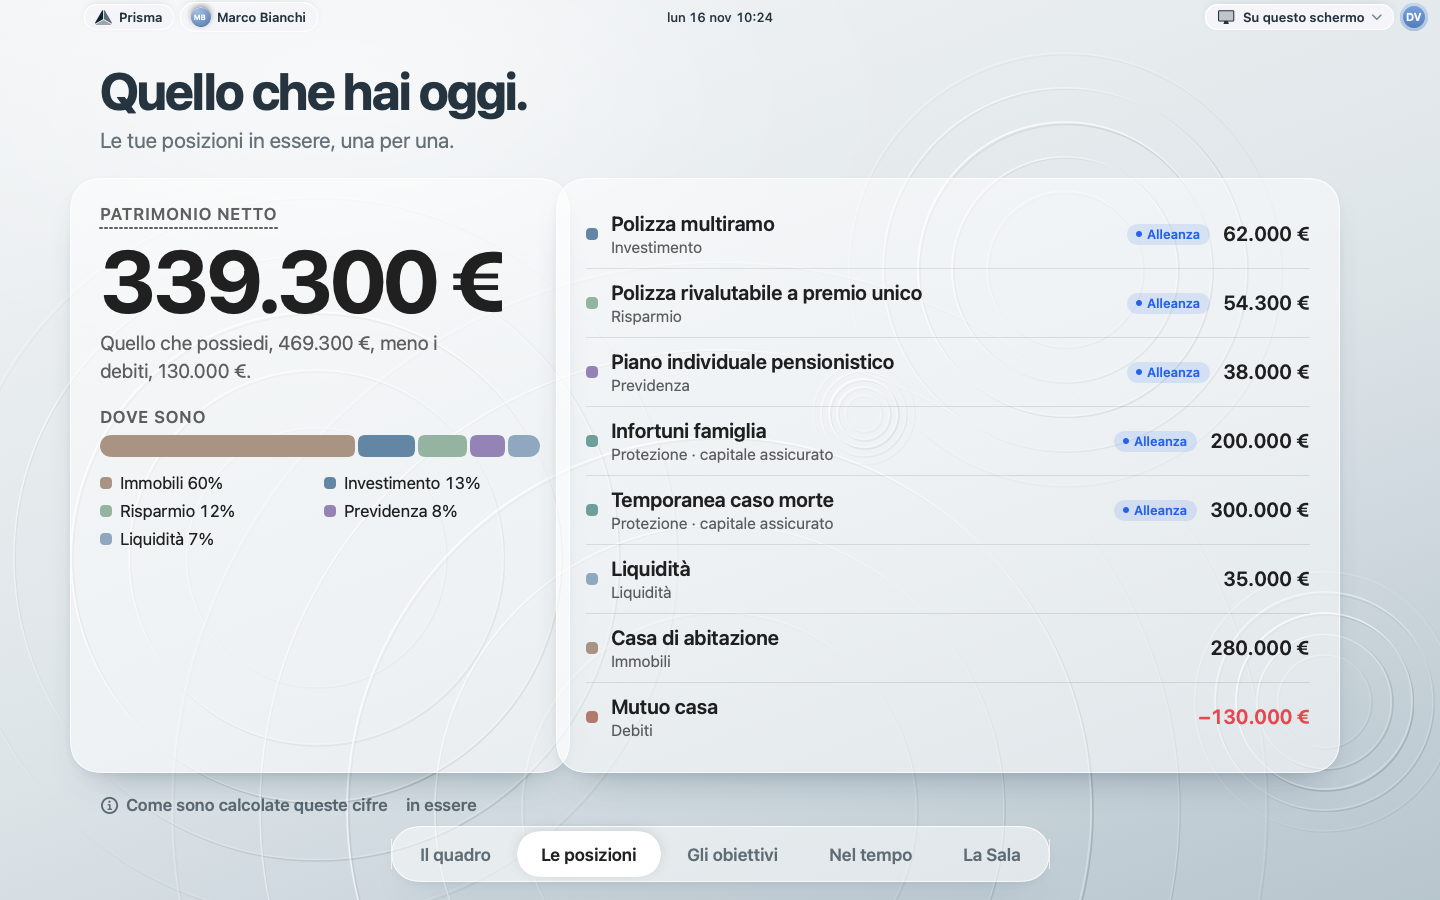 Prisma
MB
Marco Bianchi
lun 16 nov 10:24
Su questo schermo
DV
Quello che hai oggi.
Le tue posizioni in essere, una per una.
PATRIMONIO NETTO
339.300 €
Quello che possiedi, 469.300 €, meno i
debiti, 130.000 €.
DOVE SONO
Immobili 60%
Investimento 13%
Risparmio 12%
Previdenza 8%
Liquidità 7%
Polizza multiramo
Investimento
Alleanza
62.000 €
Polizza rivalutabile a premio unico
Risparmio
Alleanza
54.300 €
Piano individuale pensionistico
Previdenza
Alleanza
38.000 €
Infortuni famiglia
Protezione · capitale assicurato
Alleanza
200.000 €
Temporanea caso morte
Protezione · capitale assicurato
Alleanza
300.000 €
Liquidità
Liquidità
35.000 €
Casa di abitazione
Immobili
280.000 €
Mutuo casa
Debiti
−130.000 €
Come sono calcolate queste cifre
in essere
Il quadro
Le posizioni
Gli obiettivi
Nel tempo
La Sala